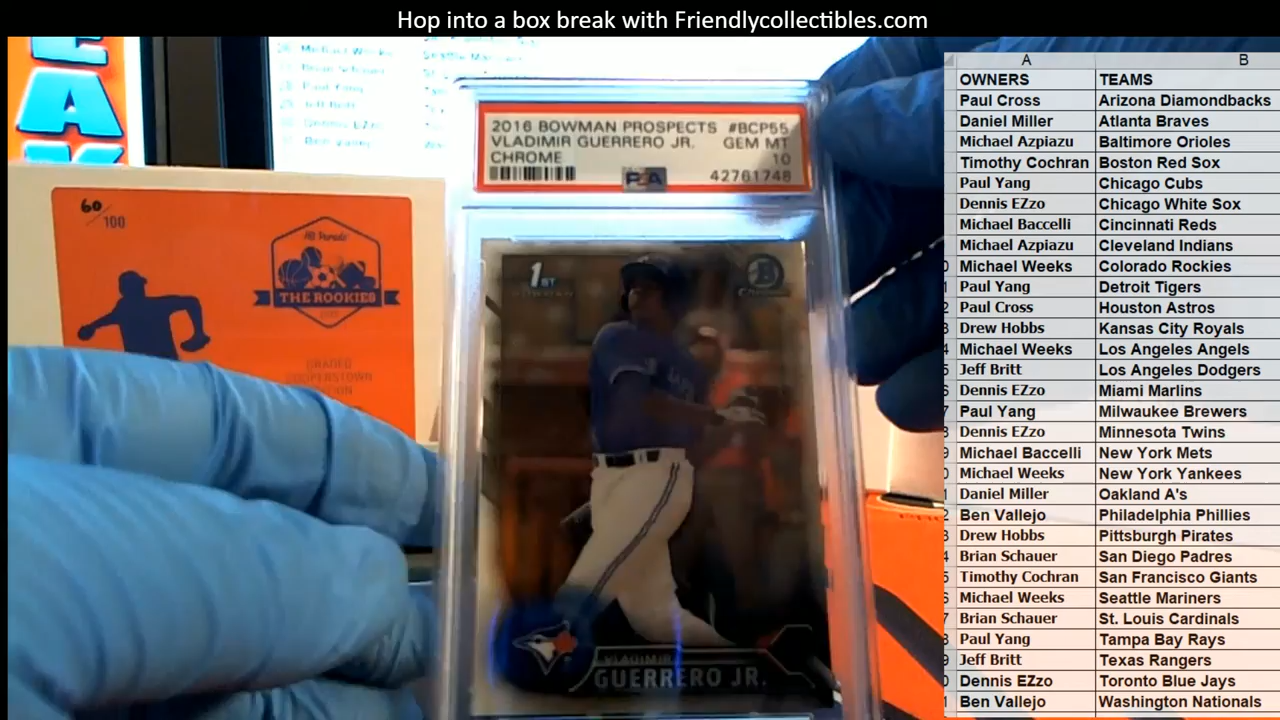 Hop into a box break with Friendlycollectibles.com
EAK
Seattle
60/100
THE ROOKIES
GRADED
COOPERSTOWN
2016 BOWMAN PROSPECTS #BCP55
VLADIMIR GUERRERO JR. GEM MT
CHROME 10
PSA 42761748
1ST
BOWMAN
VLADIMIR
GUERRERO JR.
A B
OWNERS TEAMS
Paul Cross Arizona Diamondbacks
Daniel Miller Atlanta Braves
Michael Azpiazu Baltimore Orioles
Timothy Cochran Boston Red Sox
Paul Yang Chicago Cubs
Dennis EZzo Chicago White Sox
Michael Baccelli Cincinnati Reds
Michael Azpiazu Cleveland Indians
Michael Weeks Colorado Rockies
Paul Yang Detroit Tigers
Paul Cross Houston Astros
Drew Hobbs Kansas City Royals
Michael Weeks Los Angeles Angels
Jeff Britt Los Angeles Dodgers
Dennis EZzo Miami Marlins
Paul Yang Milwaukee Brewers
Dennis EZzo Minnesota Twins
Michael Baccelli New York Mets
Michael Weeks New York Yankees
Daniel Miller Oakland A's
Ben Vallejo Philadelphia Phillies
Drew Hobbs Pittsburgh Pirates
Brian Schauer San Diego Padres
Timothy Cochran San Francisco Giants
Michael Weeks Seattle Mariners
Brian Schauer St. Louis Cardinals
Paul Yang Tampa Bay Rays
Jeff Britt Texas Rangers
Dennis EZzo Toronto Blue Jays
Ben Vallejo Washington Nationals